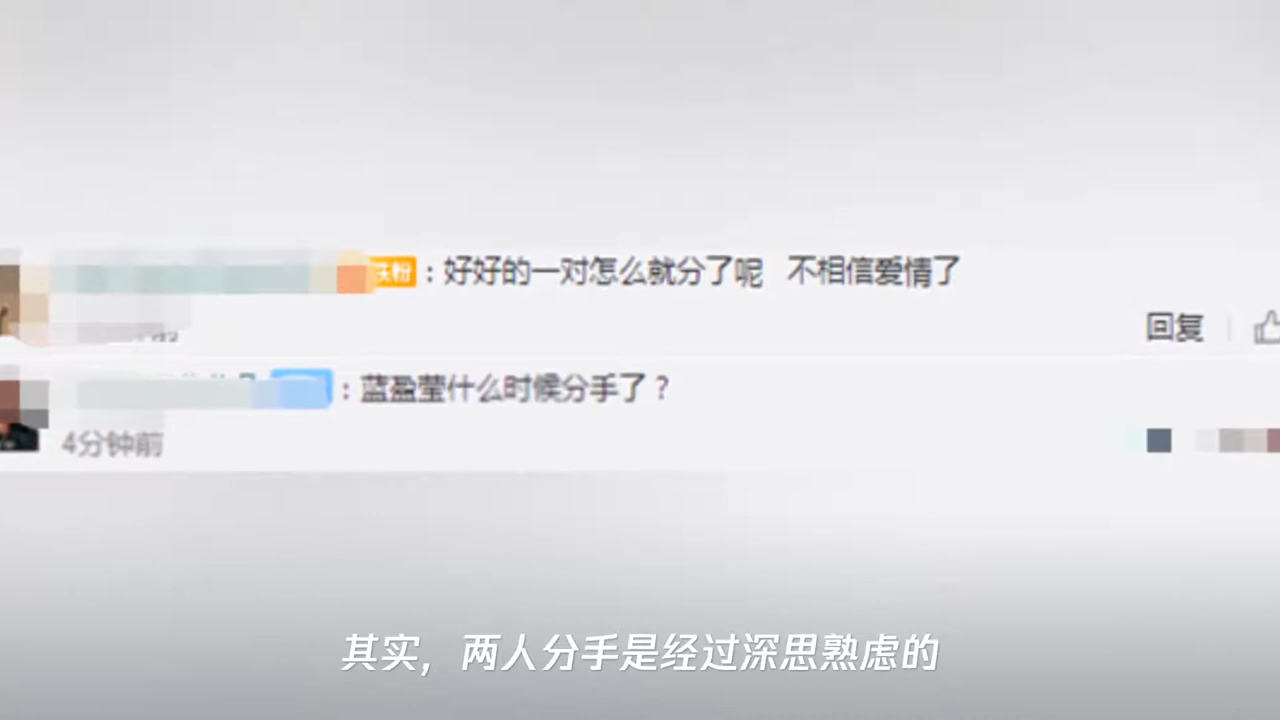 铁粉：好好的一对怎么就分了呢 不相信爱情了
回复
：蓝盈莹什么时候分手了？
4分钟前
其实，两人分手是经过深思熟虑的